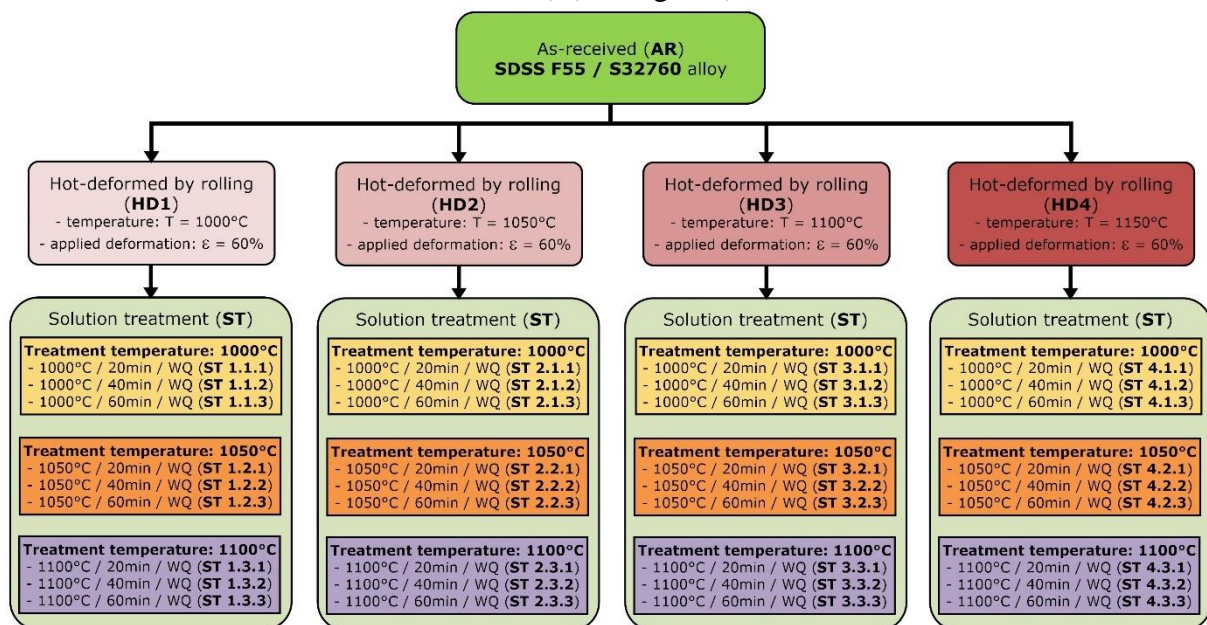 As-received (AR)
SDSS F55 / S32760 alloy
Hot-deformed by rolling
(HD1)
- temperature: T = 1000°C
- applied deformation: ε = 60%
Hot-deformed by rolling
(HD2)
- temperature: T = 1050°C
- applied deformation: ε = 60%
Hot-deformed by rolling
(HD3)
- temperature: T = 1100°C
- applied deformation: ε = 60%
Hot-deformed by rolling
(HD4)
- temperature: T = 1150°C
- applied deformation: ε = 60%
Solution treatment (ST)
Treatment temperature: 1000°C
- 1000°C / 20min / WQ (ST 1.1.1)
- 1000°C / 40min / WQ (ST 1.1.2)
- 1000°C / 60min / WQ (ST 1.1.3)
Treatment temperature: 1050°C
- 1050°C / 20min / WQ (ST 1.2.1)
- 1050°C / 40min / WQ (ST 1.2.2)
- 1050°C / 60min / WQ (ST 1.2.3)
Treatment temperature: 1100°C
- 1100°C / 20min / WQ (ST 1.3.1)
- 1100°C / 40min / WQ (ST 1.3.2)
- 1100°C / 60min / WQ (ST 1.3.3)
Solution treatment (ST)
Treatment temperature: 1000°C
- 1000°C / 20min / WQ (ST 2.1.1)
- 1000°C / 40min / WQ (ST 2.1.2)
- 1000°C / 60min / WQ (ST 2.1.3)
Treatment temperature: 1050°C
- 1050°C / 20min / WQ (ST 2.2.1)
- 1050°C / 40min / WQ (ST 2.2.2)
- 1050°C / 60min / WQ (ST 2.2.3)
Treatment temperature: 1100°C
- 1100°C / 20min / WQ (ST 2.3.1)
- 1100°C / 40min / WQ (ST 2.3.2)
- 1100°C / 60min / WQ (ST 2.3.3)
Solution treatment (ST)
Treatment temperature: 1000°C
- 1000°C / 20min / WQ (ST 3.1.1)
- 1000°C / 40min / WQ (ST 3.1.2)
- 1000°C / 60min / WQ (ST 3.1.3)
Treatment temperature: 1050°C
- 1050°C / 20min / WQ (ST 3.2.1)
- 1050°C / 40min / WQ (ST 3.2.2)
- 1050°C / 60min / WQ (ST 3.2.3)
Treatment temperature: 1100°C
- 1100°C / 20min / WQ (ST 3.3.1)
- 1100°C / 40min / WQ (ST 3.3.2)
- 1100°C / 60min / WQ (ST 3.3.3)
Solution treatment (ST)
Treatment temperature: 1000°C
- 1000°C / 20min / WQ (ST 4.1.1)
- 1000°C / 40min / WQ (ST 4.1.2)
- 1000°C / 60min / WQ (ST 4.1.3)
Treatment temperature: 1050°C
- 1050°C / 20min / WQ (ST 4.2.1)
- 1050°C / 40min / WQ (ST 4.2.2)
- 1050°C / 60min / WQ (ST 4.2.3)
Treatment temperature: 1100°C
- 1100°C / 20min / WQ (ST 4.3.1)
- 1100°C / 40min / WQ (ST 4.3.2)
- 1100°C / 60min / WQ (ST 4.3.3)